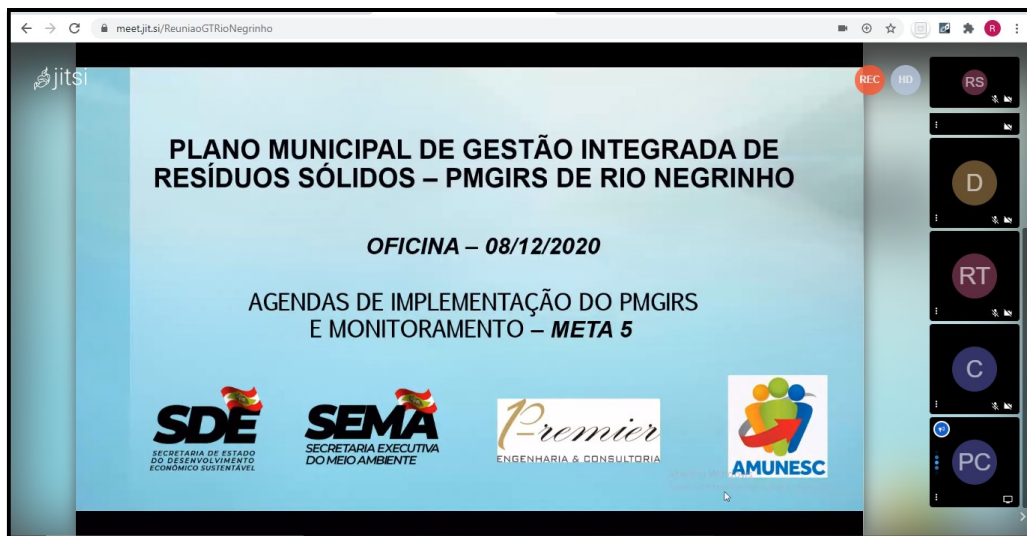 meet.jit.si/ReuniaoGTRioNegrinho
R
jitsi
REC
HD
RS
PLANO MUNICIPAL DE GESTÃO INTEGRADA DE
RESÍDUOS SÓLIDOS – PMGIRS DE RIO NEGRINHO
D
OFICINA – 08/12/2020
RT
AGENDAS DE IMPLEMENTAÇÃO DO PMGIRS
E MONITORAMENTO – META 5
C
SDE
SECRETARIA DE ESTADO
DO DESENVOLVIMENTO
ECONÔMICO SUSTENTÁVEL
SEMA
SECRETARIA EXECUTIVA
DO MEIO AMBIENTE
Premier
ENGENHARIA & CONSULTORIA
AMUNESC
PC